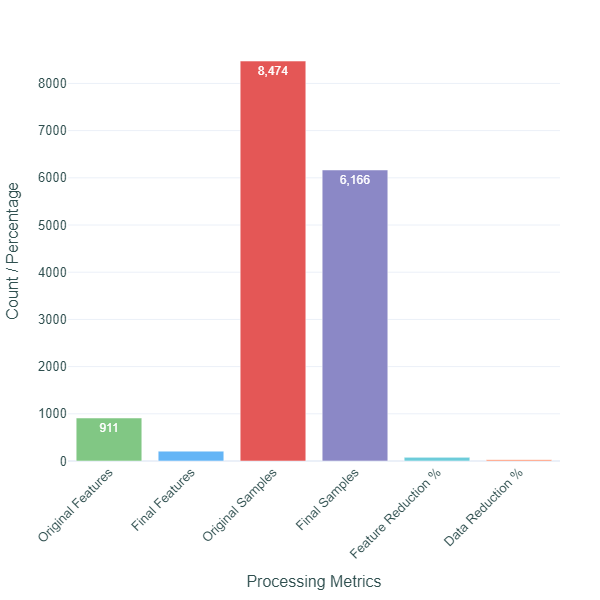 8000
7000
6000
5000
4000
3000
2000
1000
0
Count / Percentage
911
8,474
6,166
Original Features
Final Features
Original Samples
Final Samples
Feature Reduction %
Data Reduction %
Processing Metrics